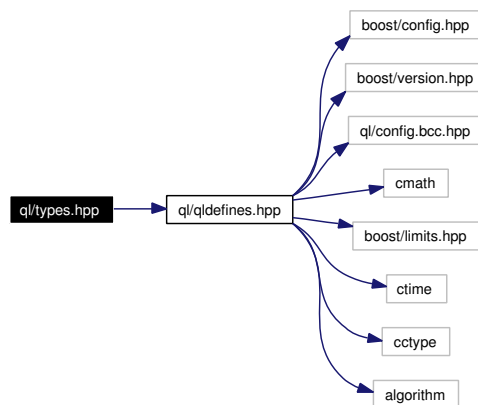 boost/config.hpp
boost/version.hpp
ql/config.bcc.hpp
cmath
ql/types.hpp
ql/qldefines.hpp
boost/limits.hpp
ctime
cctype
algorithm